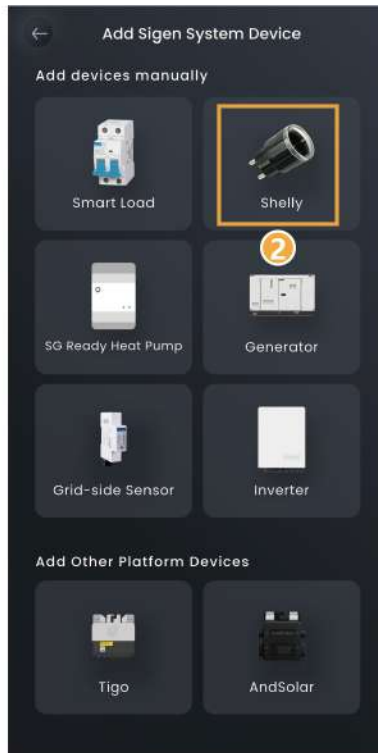 Add Sigen System Device
Add devices manually
Smart Load
Shelly
2
SG Ready Heat Pump
Generator
Grid-side Sensor
Inverter
Add Other Platform Devices
Tigo
AndSolar